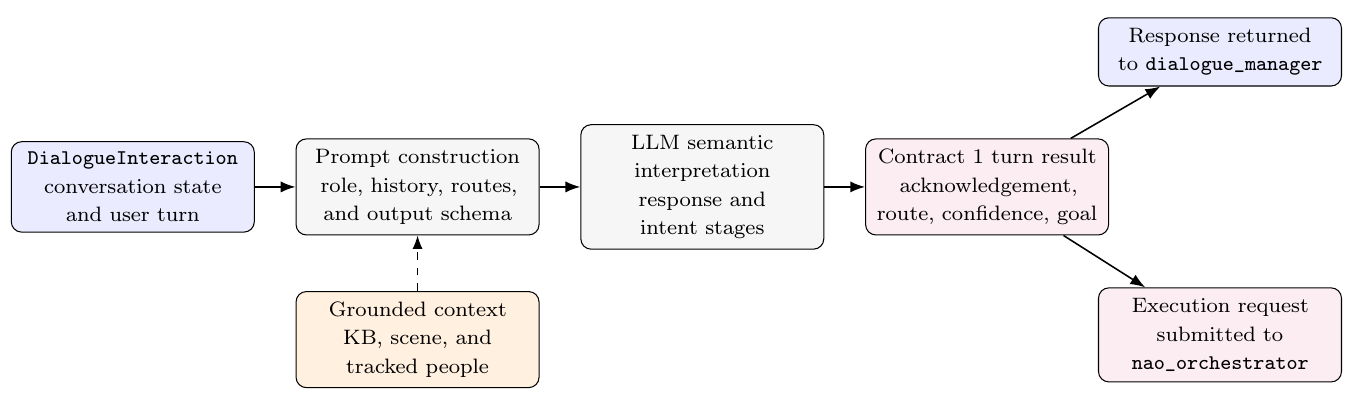 Response returned
to dialogue_manager
DialogueInteraction
conversation state
and user turn
Prompt construction
role, history, routes,
and output schema
LLM semantic
interpretation
response and
intent stages
Contract 1 turn result
acknowledgement,
route, confidence, goal
Grounded context
KB, scene, and
tracked people
Execution request
submitted to
nao_orchestrator